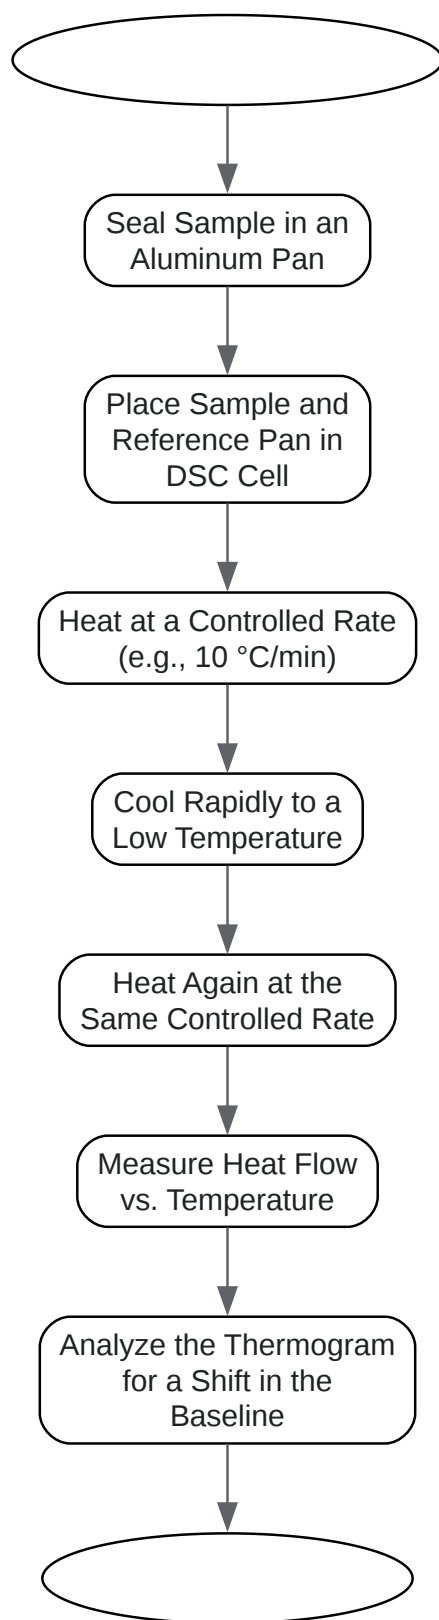 Seal Sample in an
Aluminum Pan
Place Sample and
Reference Pan in
DSC Cell
Heat at a Controlled Rate
(e.g., 10 °C/min)
Cool Rapidly to a
Low Temperature
Heat Again at the
Same Controlled Rate
Measure Heat Flow
vs. Temperature
Analyze the Thermogram
for a Shift in the
Baseline